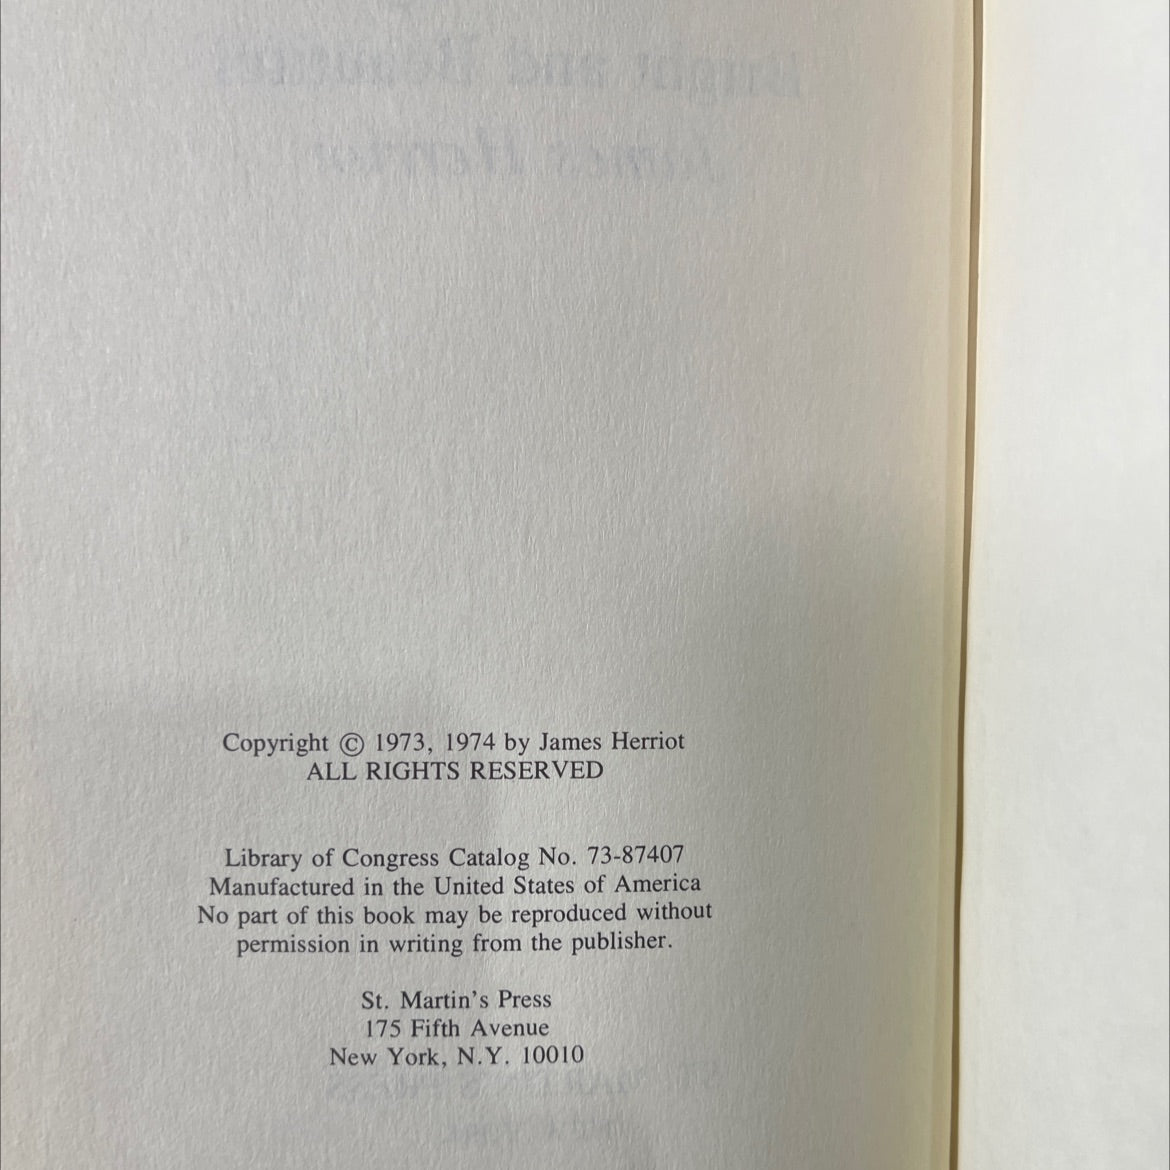 Copyright © 1973, 1974 by James Herriot
ALL RIGHTS RESERVED
Library of Congress Catalog No. 73-87407
Manufactured in the United States of America
No part of this book may be reproduced without
permission in writing from the publisher.
St. Martin's Press
175 Fifth Avenue
New York, N.Y. 10010